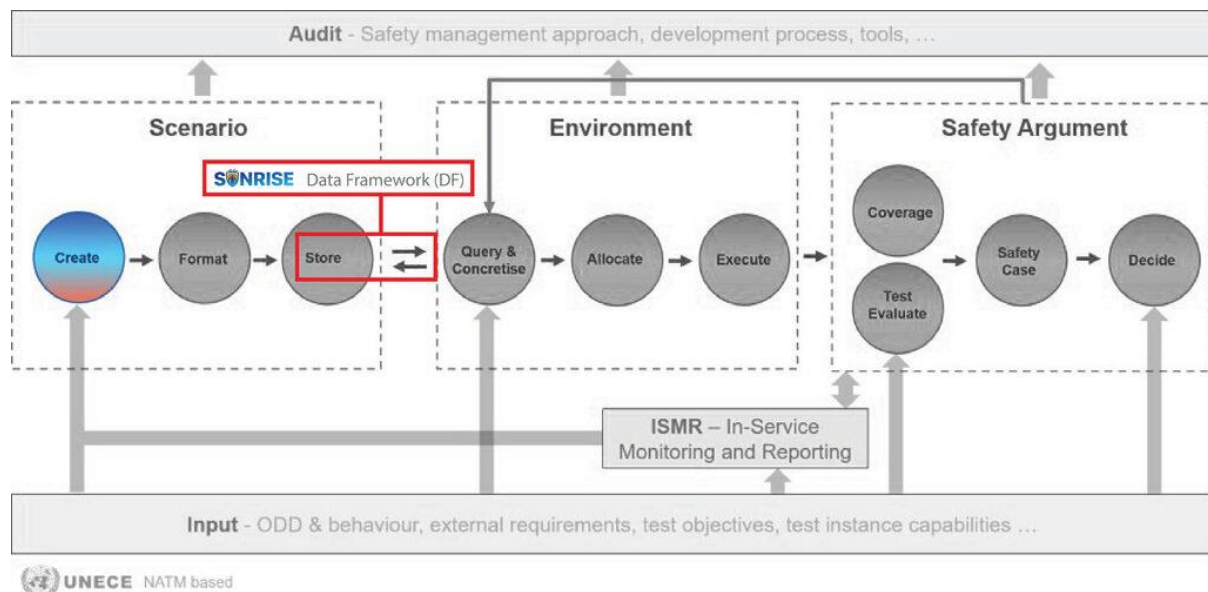 Audit - Safety management approach, development process, tools, …
Scenario
Environment
Safety Argument
SUNRISE Data Framework (DF)
Create
Format
Store
Query &
Concretise
Allocate
Execute
Coverage
Test
Evaluate
Safety
Case
Decide
ISMR – In-Service
Monitoring and Reporting
Input - ODD & behaviour, external requirements, test objectives, test instance capabilities …
UNECE NATM based